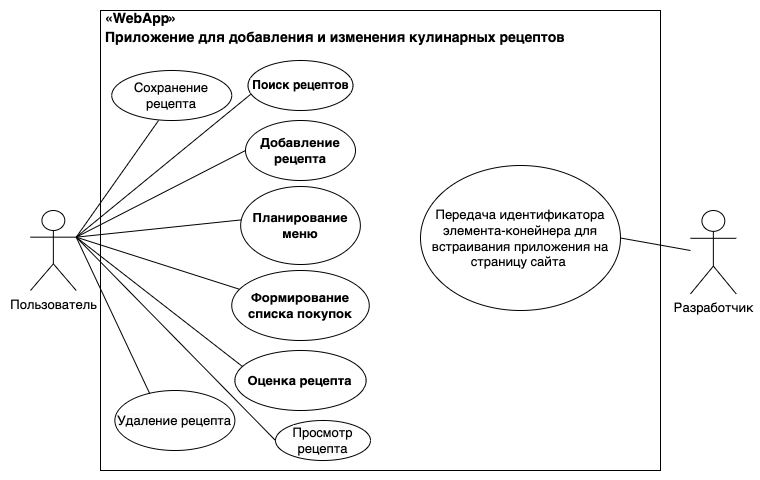 «WebApp»
Приложение для добавления и изменения кулинарных рецептов
Сохранение
рецепта
Поиск рецептов
Добавление
рецепта
Планирование
меню
Формирование
списка покупок
Оценка рецепта
Удаление рецепта
Просмотр
рецепта
Пользователь
Передача идентификатора
элемента-конейнера для
встраивания приложения на
страницу сайта
Разработчик